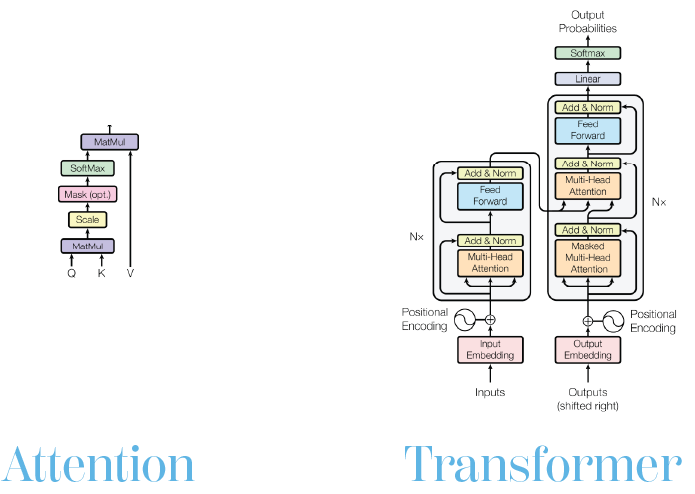 MatMul
SoftMax
Mask (opt.)
Scale
MatMul
Q K V
Attention
Output
Probabilities
Softmax
Linear
Add & Norm
Feed
Forward
Add & Norm
Multi-Head
Attention
Nx
Add & Norm
Masked
Multi-Head
Attention
Add & Norm
Feed
Forward
Nx
Add & Norm
Multi-Head
Attention
Positional
Encoding
Positional
Encoding
Input
Embedding
Output
Embedding
Inputs
Outputs
(shifted right)
Transformer